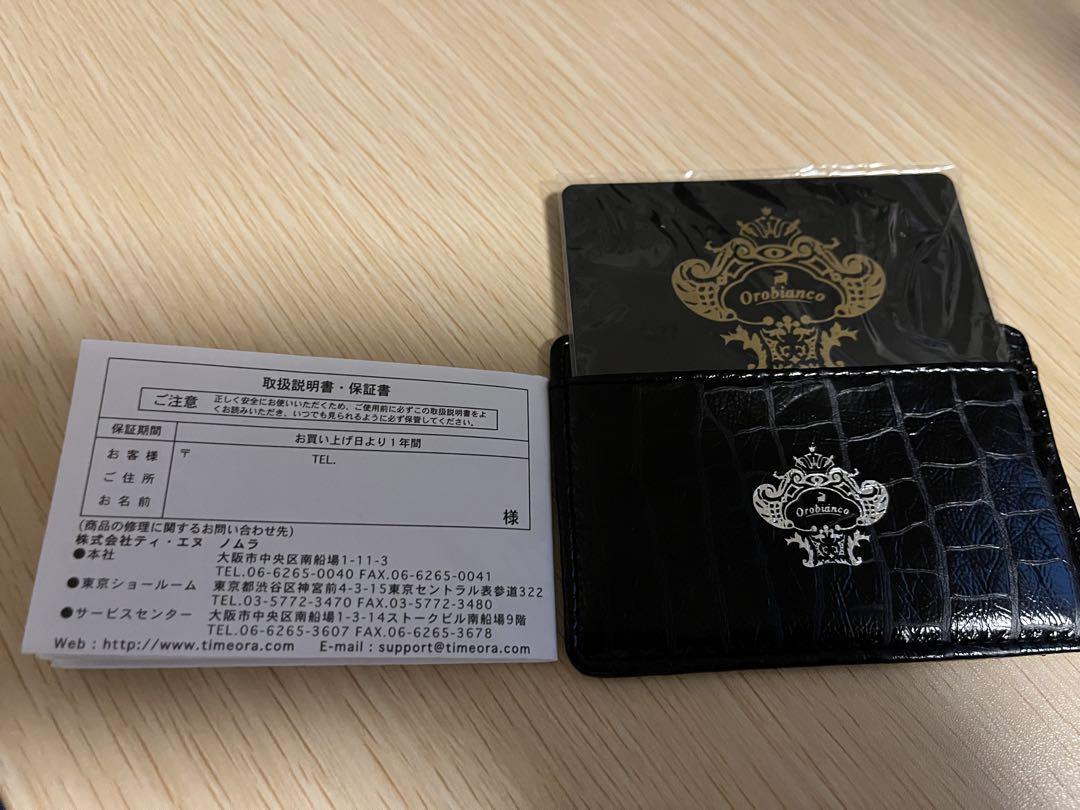 取扱説明書・保証書
ご注意 正しく安全にお使いいただくため、ご使用前に必ずこの取扱説明書をよ
くお読みいただき、いつでも見られるように必ず保管してください。
保証期間 お買い上げ日より1年間
お客様 〒 TEL.
ご住所
お名前 様
(商品の修理に関するお問い合わせ先)
株式会社ティ・エヌ ノムラ
●本社 大阪市中央区南船場1-11-3
TEL.06-6265-0040 FAX.06-6265-0041
●東京ショールーム 東京都渋谷区神宮前4-3-15東京セントラル表参道322
TEL.03-5772-3470 FAX.03-5772-3480
●サービスセンター 大阪市中央区南船場1-3-14ストークビル南船場9階
TEL.06-6265-3607 FAX.06-6265-3678
Web : http://www.timeora.com E-mail : support@timeora.com
Orobianco
Orobianco